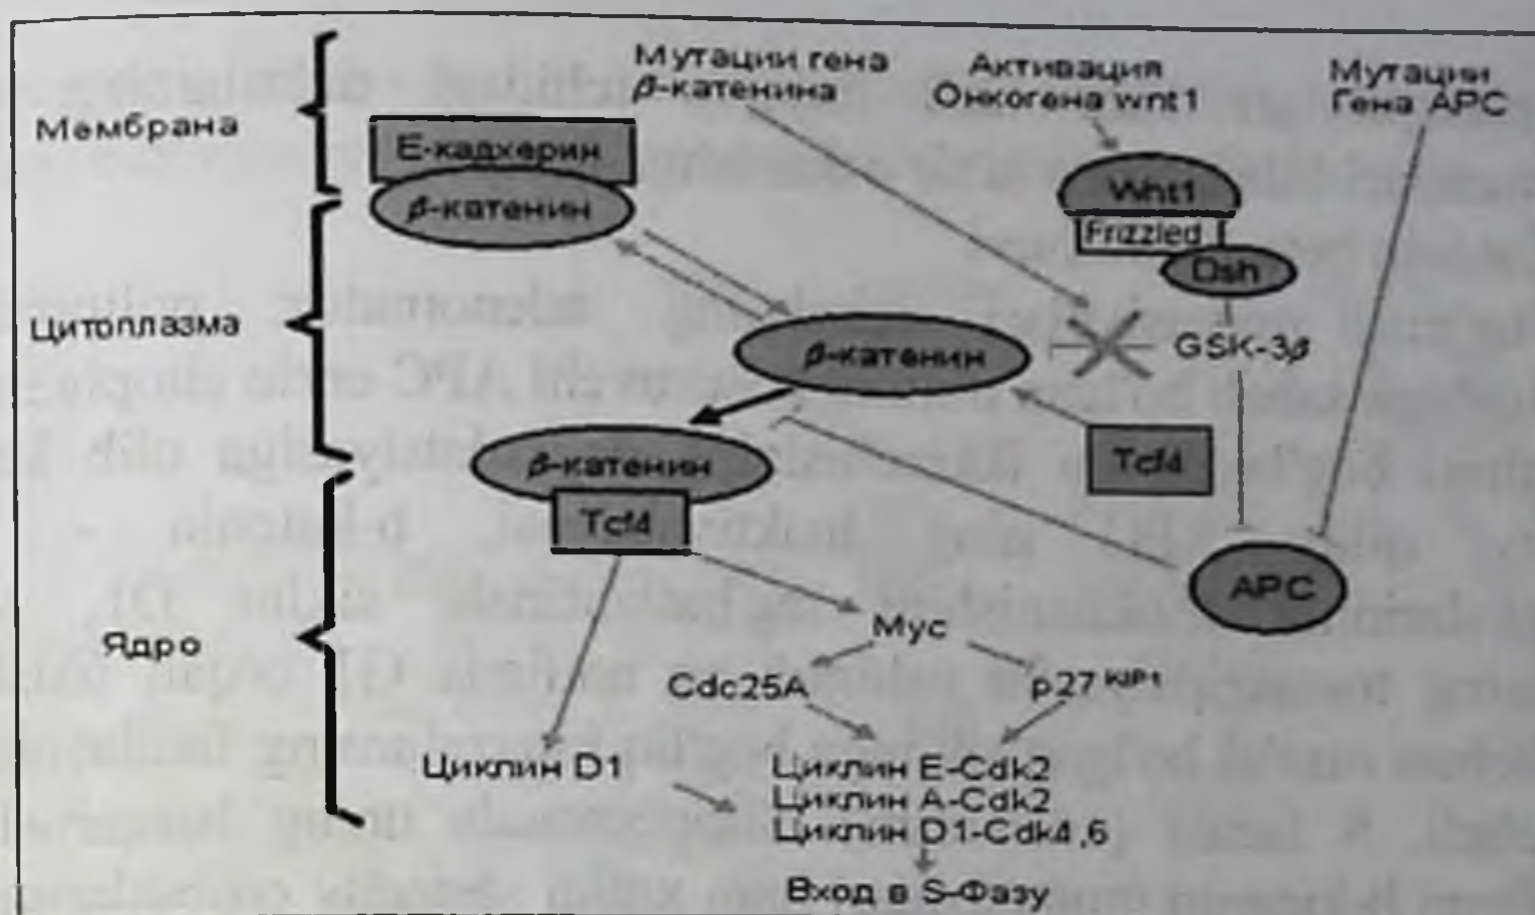 Мутации гена
β-катенина
Активация
Онкогена wnt1
Мутации
Гена APC
Мембрана
Е-кадхерин
β-катенин
Wnt1
Frizzled
Dsh
Цитоплазма
β-катенин
GSK-3β
β-катенин
Tcf4
Tcf4
APC
Ядро
Myc
Cdc25A
p27 KIP1
Циклин D1
Циклин E-Cdk2
Циклин A-Cdk2
Циклин D1-Cdk4,6
Вход в S-Фазу